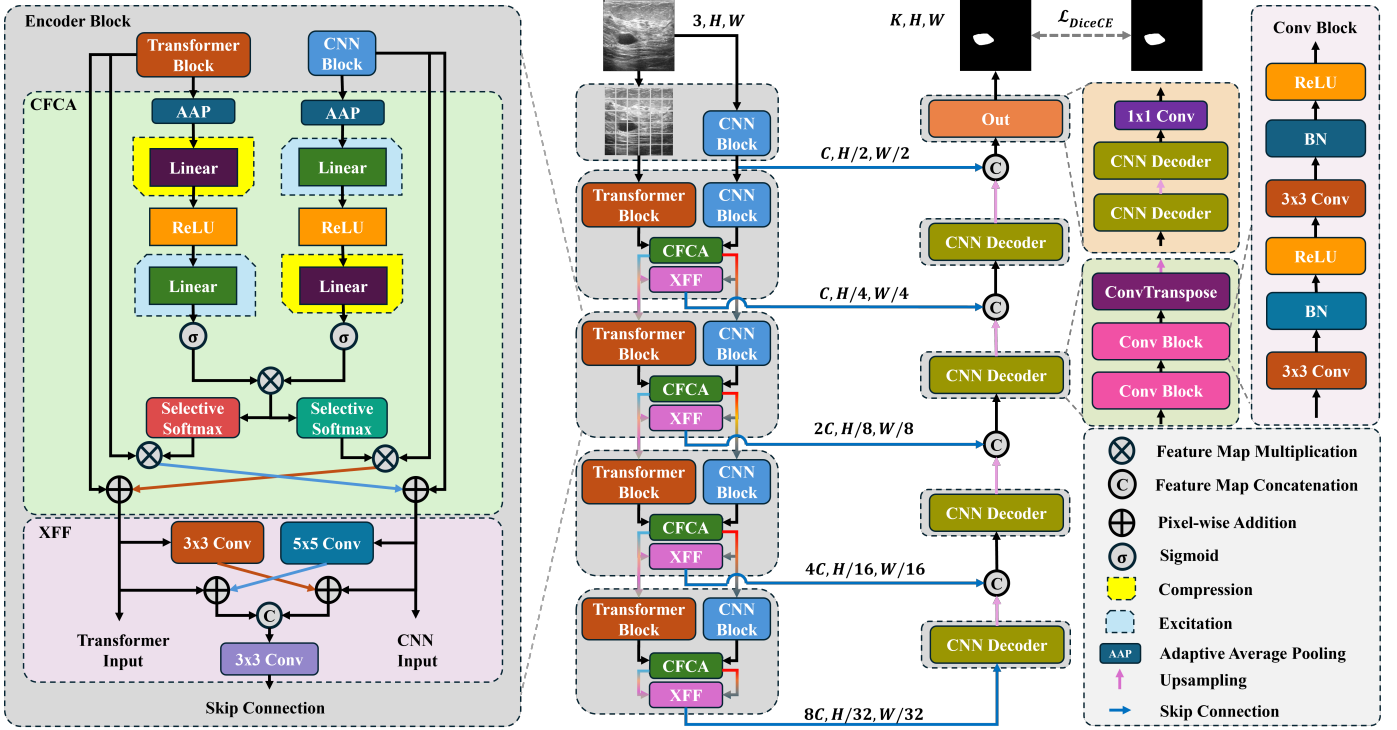 Encoder Block
Transformer
Block
CNN
Block
CFCA
AAP
AAP
Linear
Linear
ReLU
ReLU
Linear
Linear
σ
σ
Selective
Softmax
Selective
Softmax
XFF
3x3 Conv
5x5 Conv
C
Transformer
Input
CNN
Input
3x3 Conv
Skip Connection
3, H, W
CNN
Block
Transformer
Block
CNN
Block
CFCA
XFF
Transformer
Block
CNN
Block
CFCA
XFF
Transformer
Block
CNN
Block
CFCA
XFF
Transformer
Block
CNN
Block
CFCA
XFF
C, H/2, W/2
C, H/4, W/4
2C, H/8, W/8
4C, H/16, W/16
8C, H/32, W/32
K, H, W
ℒDiceCE
Out
C
CNN Decoder
C
CNN Decoder
C
CNN Decoder
C
CNN Decoder
1x1 Conv
CNN Decoder
CNN Decoder
ConvTranspose
Conv Block
Conv Block
Conv Block
ReLU
BN
3x3 Conv
ReLU
BN
3x3 Conv
Feature Map Multiplication
C Feature Map Concatenation
Pixel-wise Addition
σ Sigmoid
Compression
Excitation
AAP Adaptive Average Pooling
Upsampling
Skip Connection